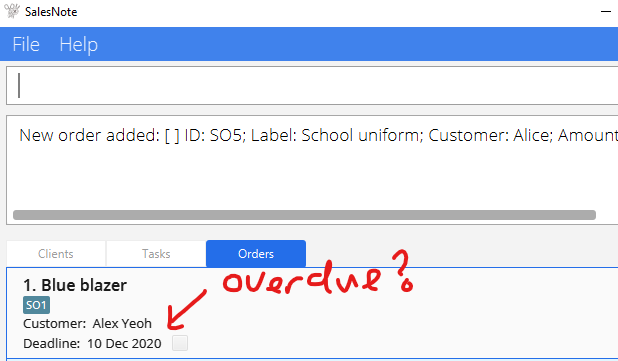 SalesNote
File Help
New order added: [ ] ID: SO5; Label: School uniform; Customer: Alice; Amount
Clients Tasks Orders
overdue?
1. Blue blazer
SO1
Customer: Alex Yeoh
Deadline: 10 Dec 2020